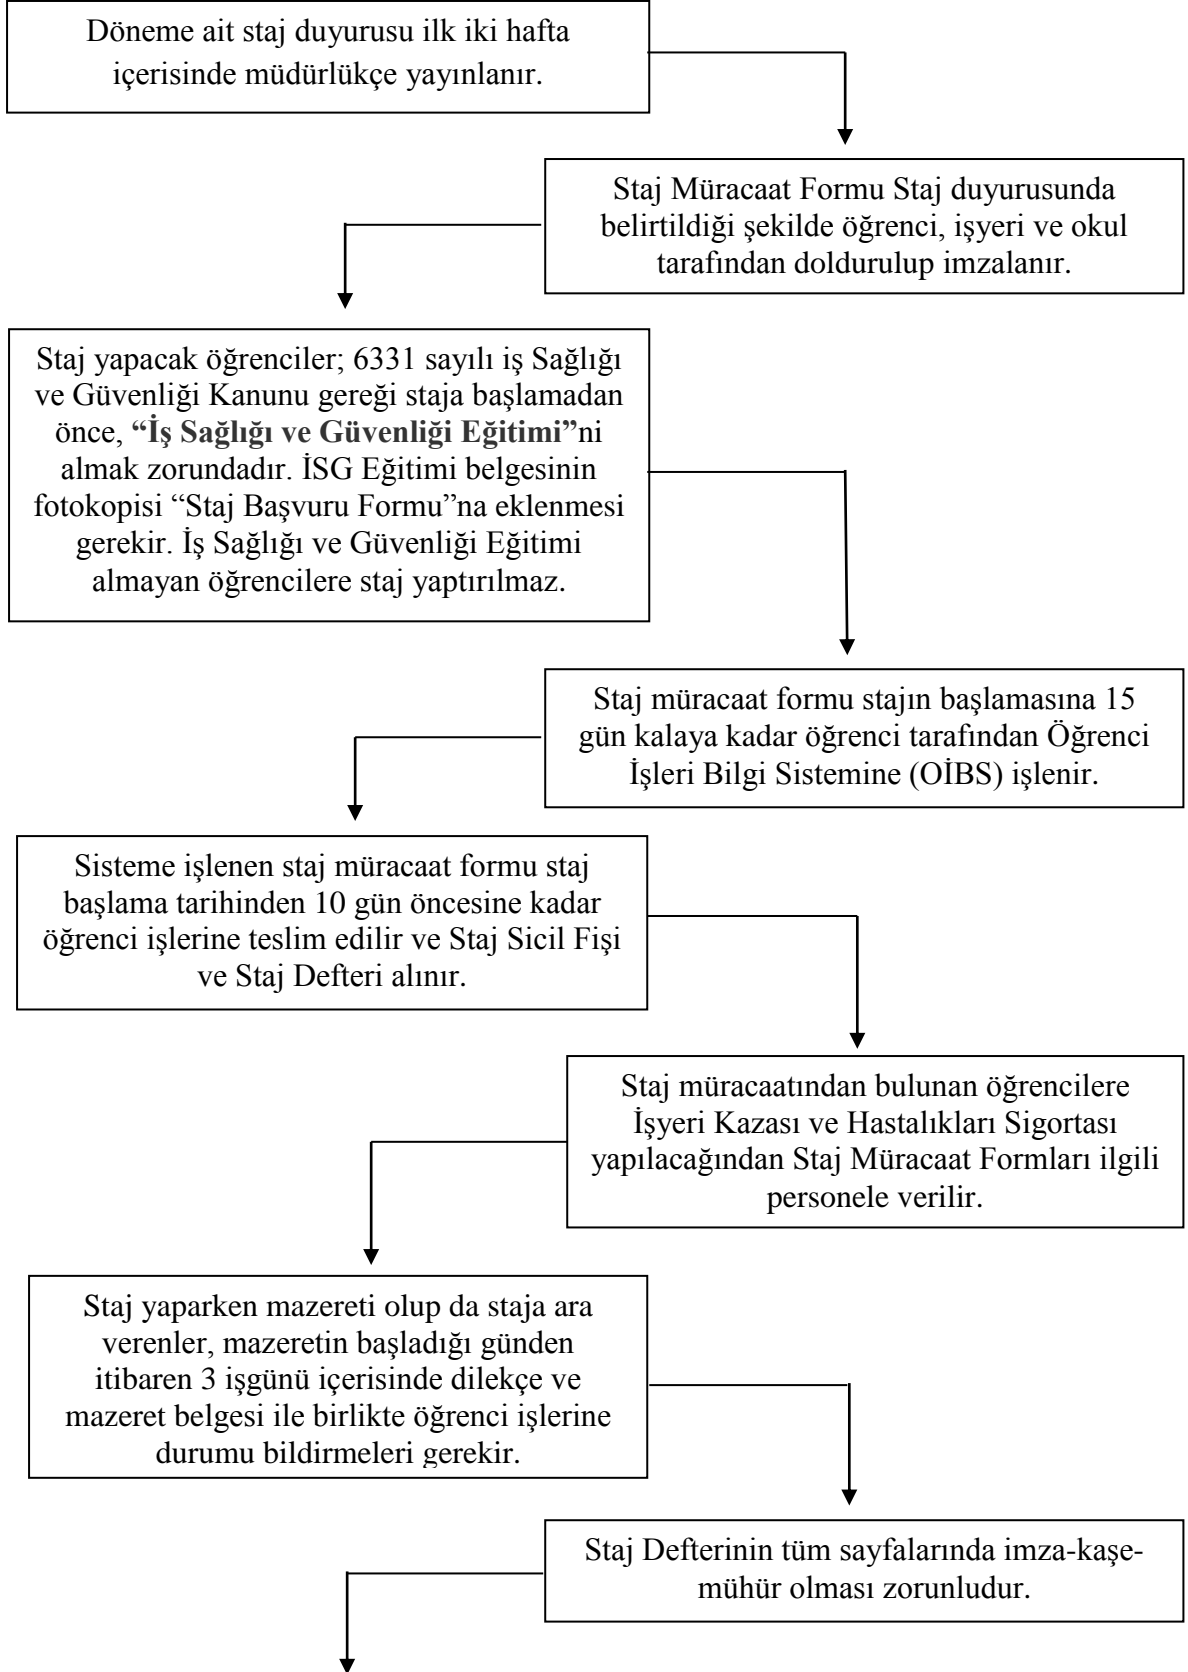 Döneme ait staj duyurusu ilk iki hafta
içerisinde müdürlükçe yayınlanır.
Staj Müracaat Formu Staj duyurusunda
belirtildiği şekilde öğrenci, işyeri ve okul
tarafından doldurulup imzalanır.
Staj yapacak öğrenciler; 6331 sayılı iş Sağlığı
ve Güvenliği Kanunu gereği staja başlamadan
önce, “İş Sağlığı ve Güvenliği Eğitimi”ni
almak zorundadır. İSG Eğitimi belgesinin
fotokopisi “Staj Başvuru Formu”na eklenmesi
gerekir. İş Sağlığı ve Güvenliği Eğitimi
almayan öğrencilere staj yaptırılmaz.
Staj müracaat formu stajın başlamasına 15
gün kalaya kadar öğrenci tarafından Öğrenci
İşleri Bilgi Sistemine (OİBS) işlenir.
Sisteme işlenen staj müracaat formu staj
başlama tarihinden 10 gün öncesine kadar
öğrenci işlerine teslim edilir ve Staj Sicil Fişi
ve Staj Defteri alınır.
Staj müracaatından bulunan öğrencilere
İşyeri Kazası ve Hastalıkları Sigortası
yapılacağından Staj Müracaat Formları ilgili
personele verilir.
Staj yaparken mazereti olup da staja ara
verenler, mazeretin başladığı günden
itibaren 3 işgünü içerisinde dilekçe ve
mazeret belgesi ile birlikte öğrenci işlerine
durumu bildirmeleri gerekir.
Staj Defterinin tüm sayfalarında imza-kaşe-
mühür olması zorunludur.